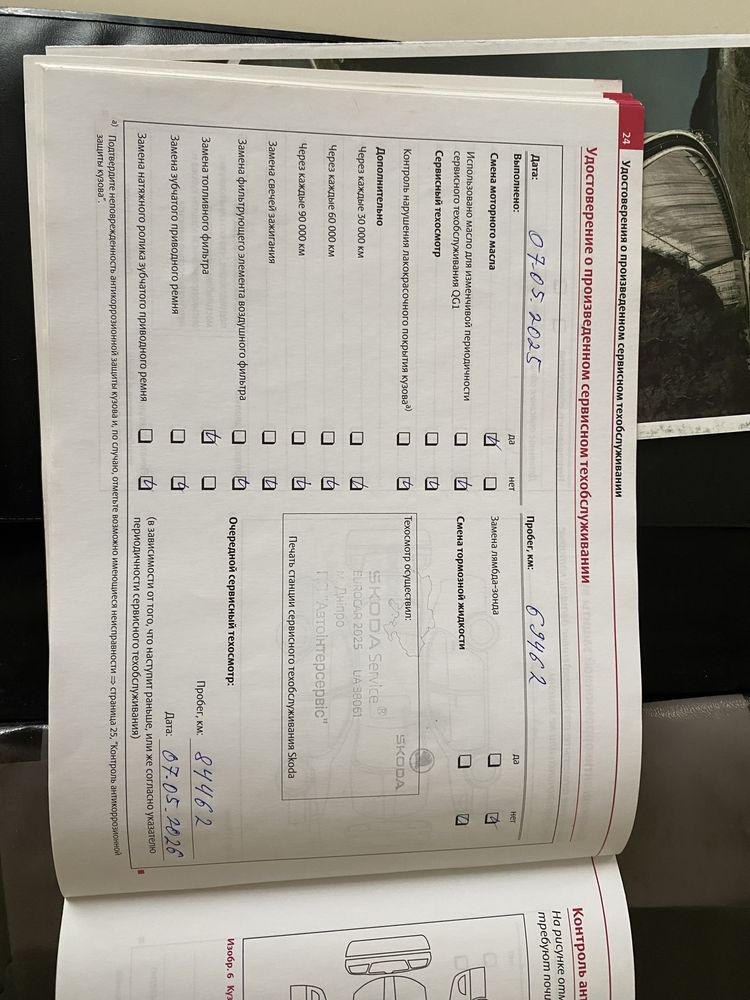 24
Удостоверения о произведенном сервисном техобслуживании
Удостоверение о произведенном сервисном техобслуживании
Дата: 07.05.2025
Пробег, км: 69462
Выполнено:
да
нет
Смена моторного масла
Использовано масло для изменчивой периодичности
сервисного техобслуживания QG1
Сервисный техосмотр
Контроль нарушения лакокрасочного покрытия кузова а)
Дополнительно
Через каждые 30 000 км
Через каждые 60 000 км
Через каждые 90 000 км
Замена свечей зажигания
Замена фильтрующего элемента воздушного фильтра
Замена топливного фильтра
Замена зубчатого приводного ремня
Замена натяжного ролика зубчатого приводного ремня
да
нет
Замена лямбда-зонда
Смена тормозной жидкости
Техосмотр осуществил:
SKODA
SKODA Service®
EUROCAR 2025 UA 38061
м. Дніпро
"Автоінтерсервіс"
Печать станции сервисного техобслуживания Skoda
Очередной сервисный техосмотр:
Пробег, км: 84462
Дата: 07.05.2026
(в зависимости от того, что наступит раньше, или же согласно указателю
периодичности сервисного техобслуживания)
а) Подтвердите неповрежденность антикоррозионной защиты кузова и, по случаю, отметьте возможно имеющиеся неисправности ⇒ страница 25, "Контроль антикоррозионной
защиты кузова".
Контроль ан
На рисунке отм
требуют почи
Изобр. 6 Куз